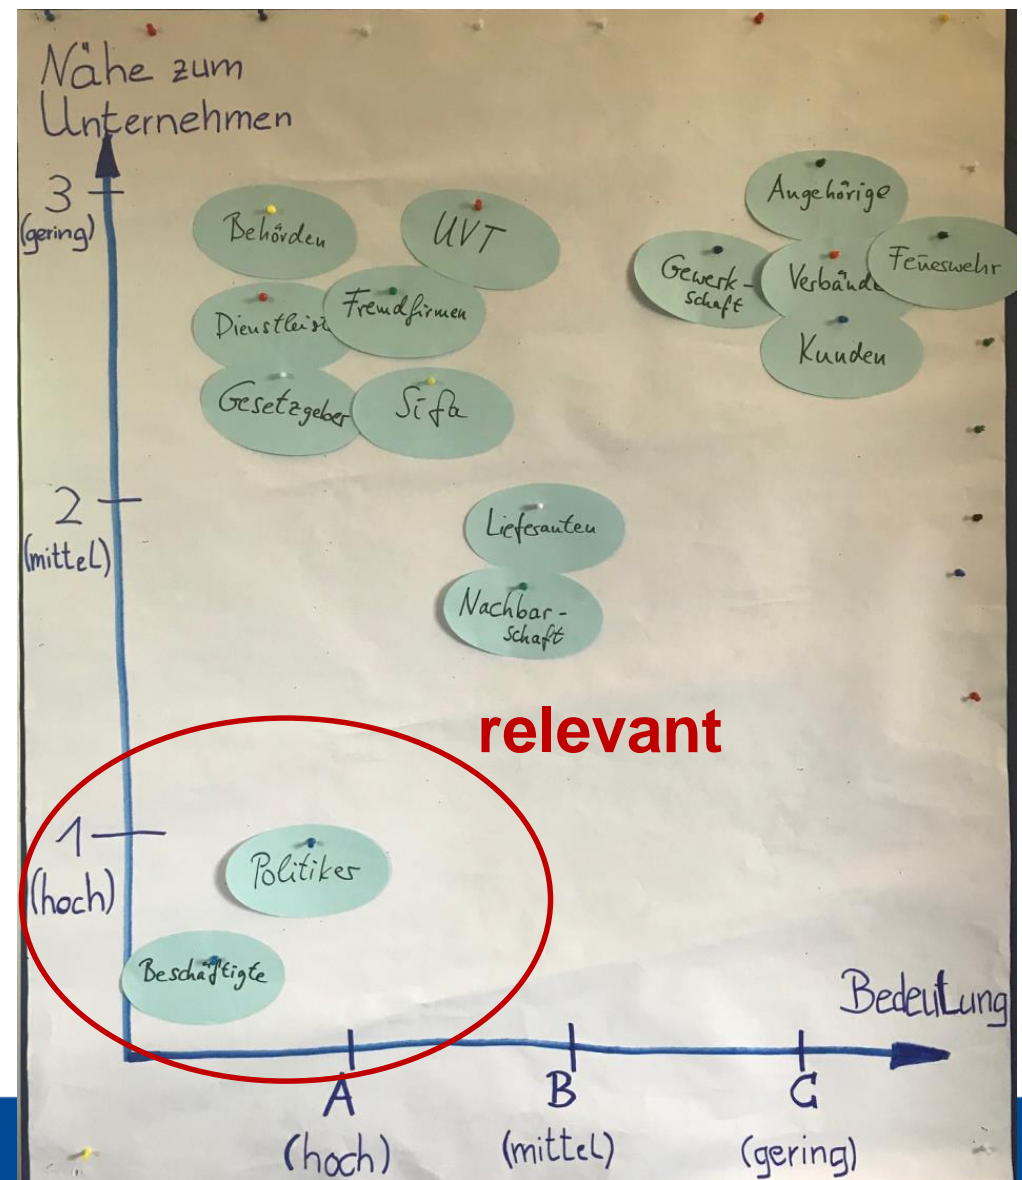 Nähe zum
Unternehmen
3
(gering)
Behörden
UVT
Angehörige
Gewerk-
schaft
Verbände
Feuerwehr
Dienstleist
Fremdfirmen
Kunden
Gesetzgeber
Sifa
2
(mittel)
Lieferanten
Nachbar-
schaft
relevant
1
(hoch)
Politiker
Beschäftigte
Bedeutung
A
B
C
(hoch)
(mittel)
(gering)